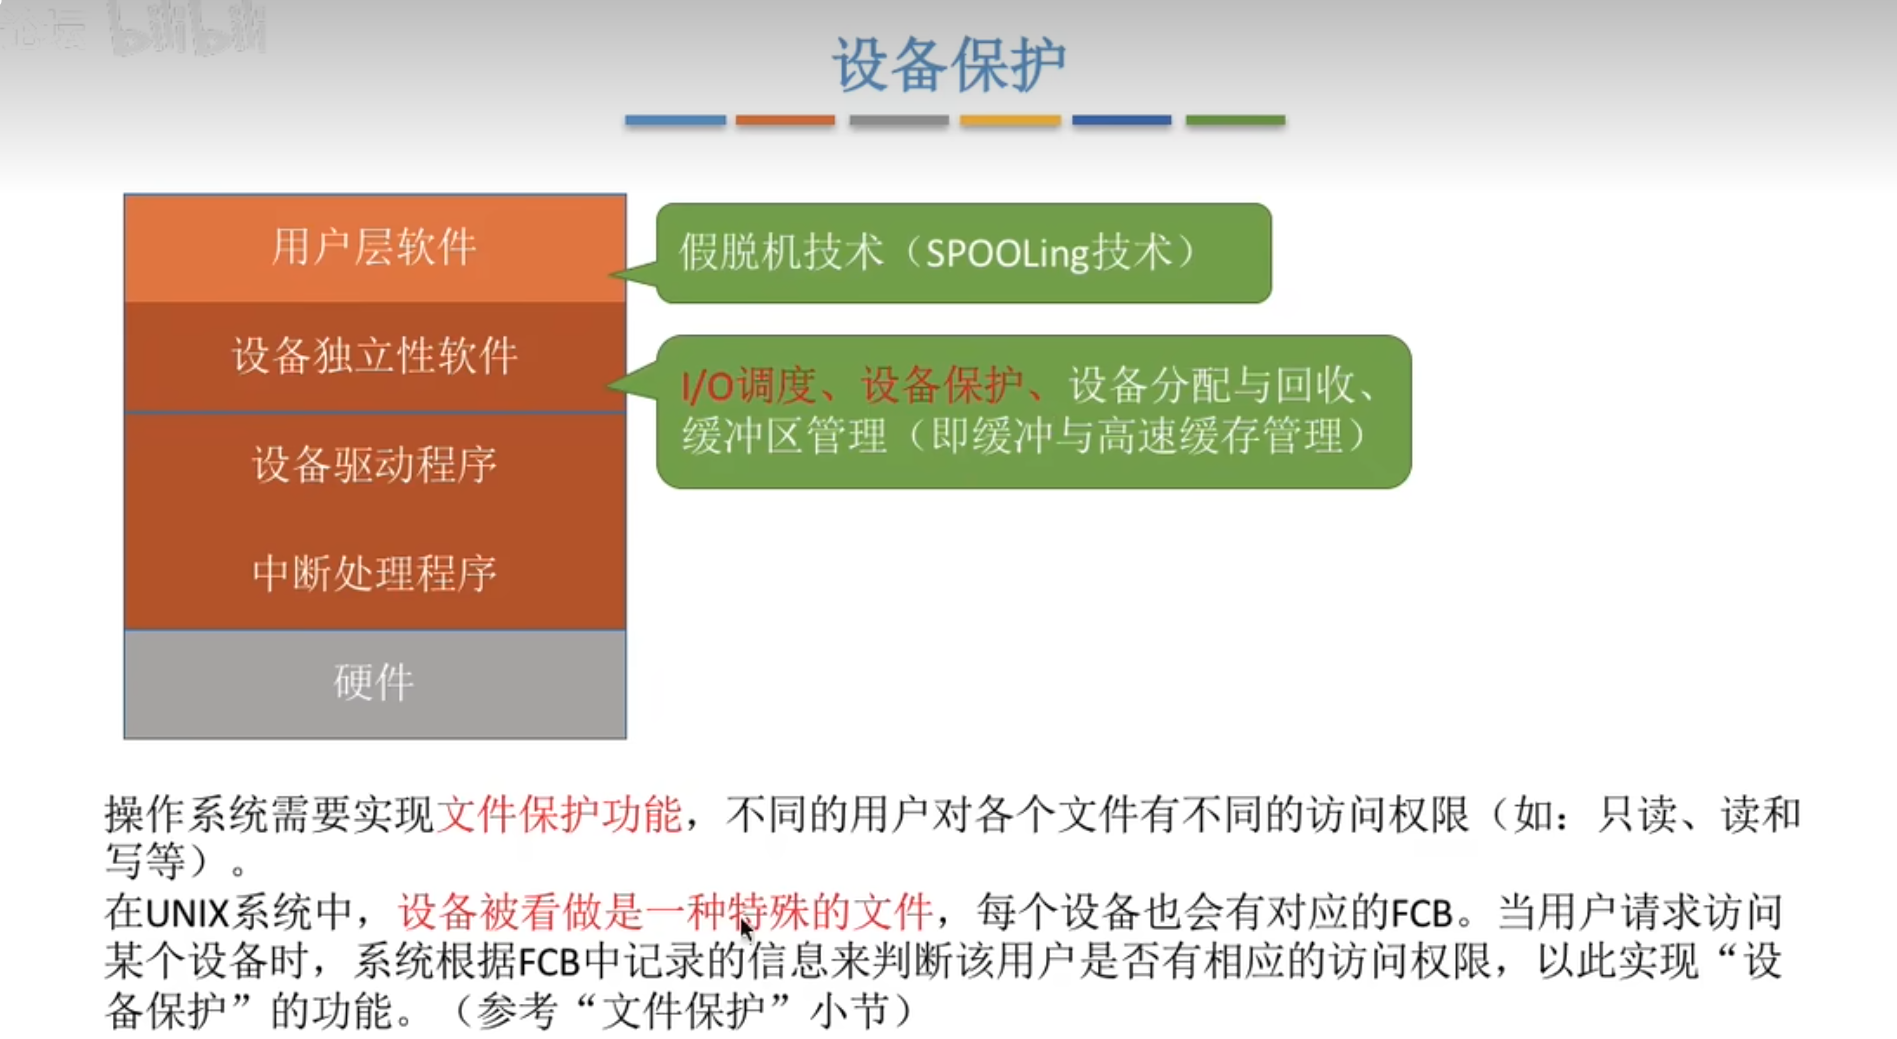 bilibili
设备保护
用户层软件
假脱机技术（SPOOLing技术）
设备独立性软件
I/O调度、设备保护、设备分配与回收、
缓冲区管理（即缓冲与高速缓存管理）
设备驱动程序
中断处理程序
硬件
操作系统需要实现文件保护功能，不同的用户对各个文件有不同的访问权限（如：只读、读和
写等）。
在UNIX系统中，设备被看做是一种特殊的文件，每个设备也会有对应的FCB。当用户请求访问
某个设备时，系统根据FCB中记录的信息来判断该用户是否有相应的访问权限，以此实现“设
备保护”的功能。（参考“文件保护”小节）